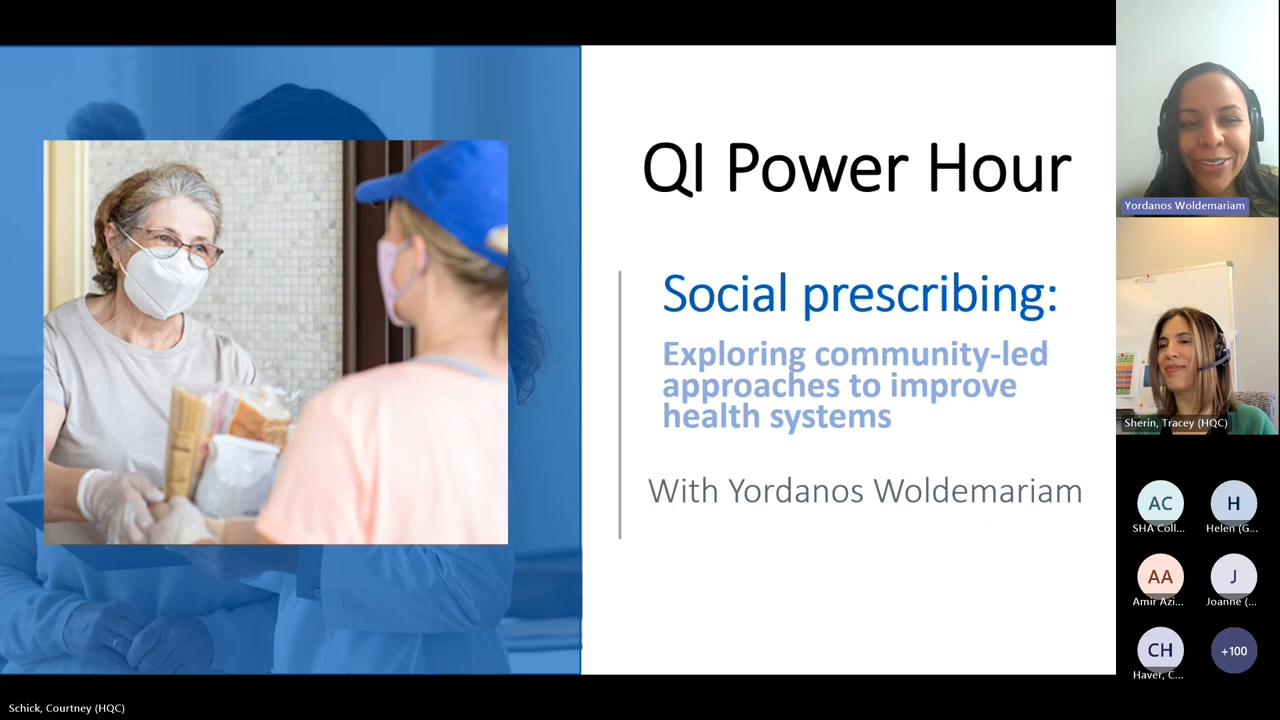 QI Power Hour
Social prescribing:
Exploring community-led
approaches to improve
health systems
With Yordanos Woldemariam
Yordanos Woldemariam
Sherin, Tracey (HQC)
AC
H
SHA Coll...
Helen (G...
AA
J
Amir Azi...
Joanne (...
CH
+100
Haver, C...
Schick, Courtney (HQC)